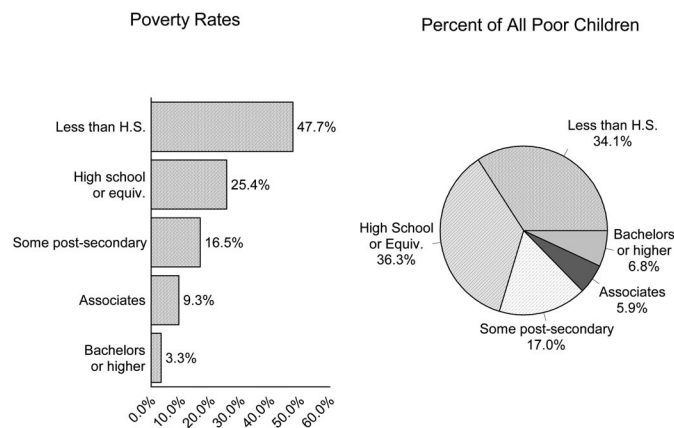 Poverty Rates
Less than H.S.
47.7%
High school
or equiv.
25.4%
Some post-secondary
16.5%
Associates
9.3%
Bachelors
or higher
3.3%
0.0%
10.0%
20.0%
30.0%
40.0%
50.0%
60.0%
Percent of All Poor Children
Less than H.S.
34.1%
High School
or Equiv.
36.3%
Bachelors
or higher
6.8%
Associates
5.9%
Some post-secondary
17.0%